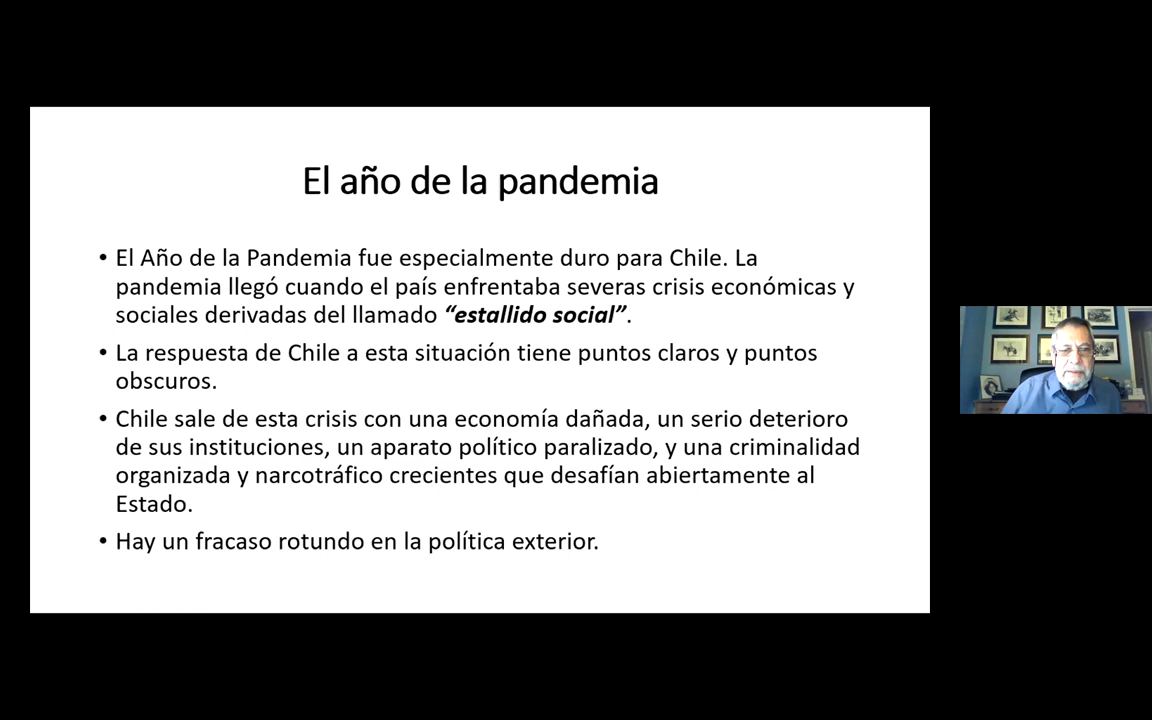 El año de la pandemia
• El Año de la Pandemia fue especialmente duro para Chile. La
pandemia llegó cuando el país enfrentaba severas crisis económicas y
sociales derivadas del llamado “estallido social”.
• La respuesta de Chile a esta situación tiene puntos claros y puntos
obscuros.
• Chile sale de esta crisis con una economía dañada, un serio deterioro
de sus instituciones, un aparato político paralizado, y una criminalidad
organizada y narcotráfico crecientes que desafían abiertamente al
Estado.
• Hay un fracaso rotundo en la política exterior.